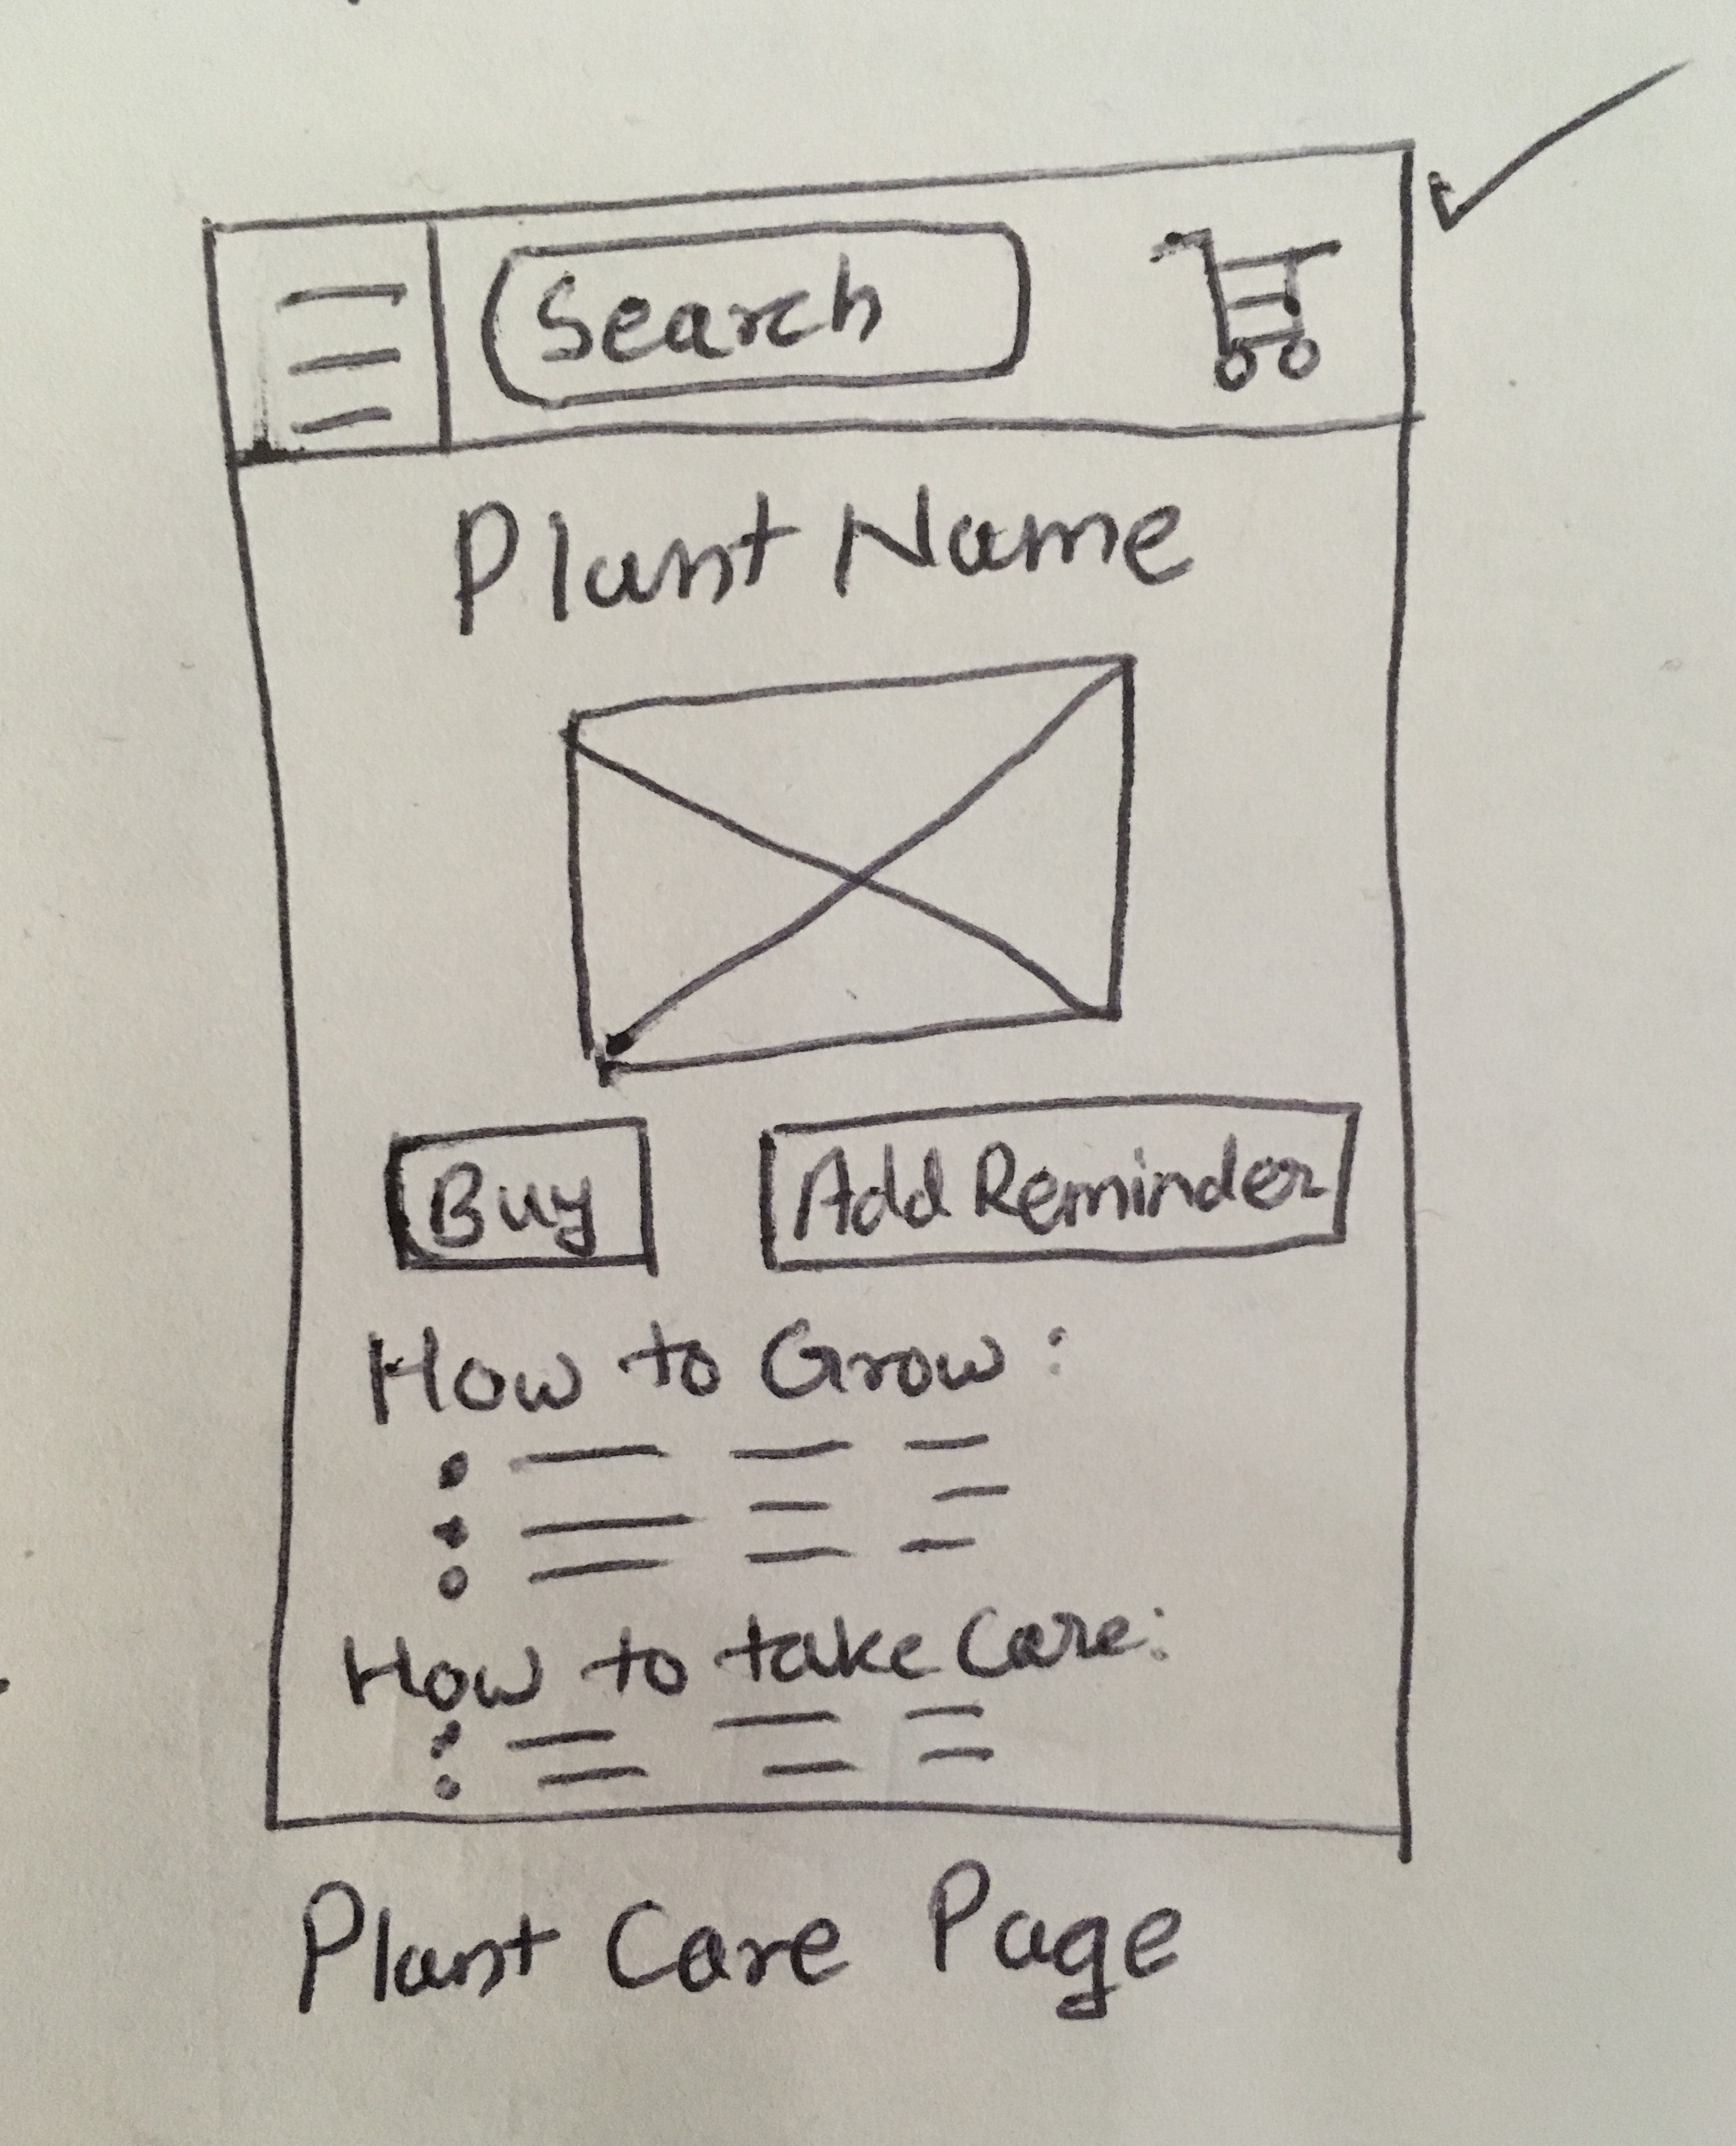 Search
Plant Name
Buy
Add Reminder
How to Grow:
How to take Care:
Plant Care Page